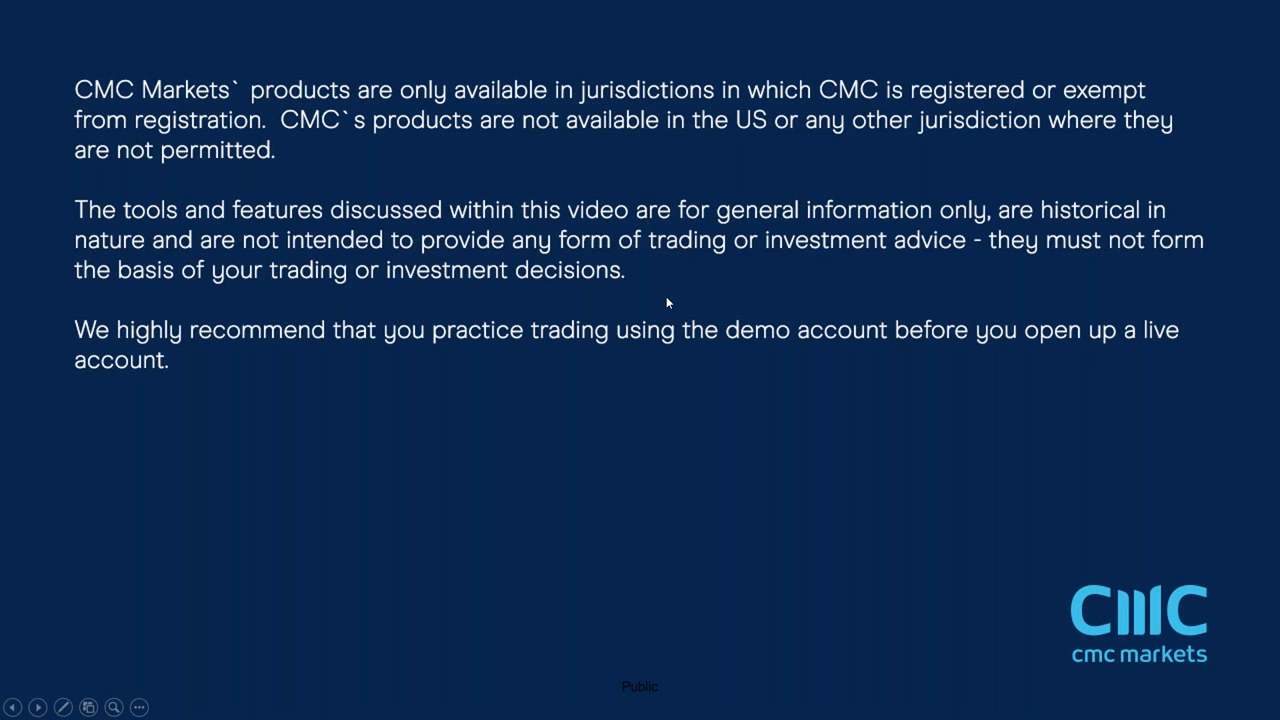 CMC Markets` products are only available in jurisdictions in which CMC is registered or exempt
from registration.  CMC`s products are not available in the US or any other jurisdiction where they
are not permitted.
The tools and features discussed within this video are for general information only, are historical in
nature and are not intended to provide any form of trading or investment advice - they must not form
the basis of your trading or investment decisions.
We highly recommend that you practice trading using the demo account before you open up a live
account.
CMC
cmc markets
Public